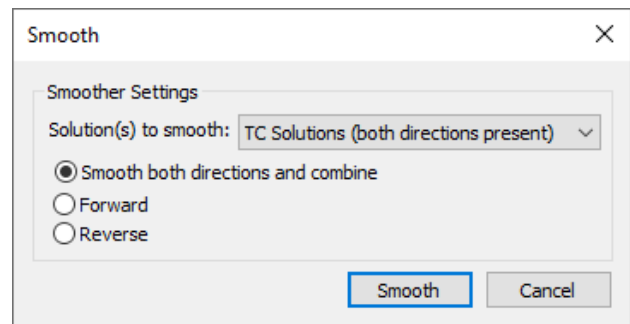 Smooth
Smoother Settings
Solution(s) to smooth: TC Solutions (both directions present)
Smooth both directions and combine
Forward
Reverse
Smooth Cancel